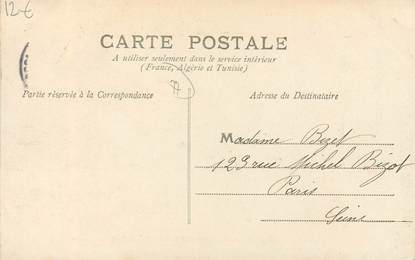 12€
CARTE POSTALE
A utiliser seulement dans le service intérieur
(France, Algérie et Tunisie)
Partie réservée à la Correspondance
Adresse du Destinataire
Madame Bizet
123 rue Michel Bizot
Paris
Seine